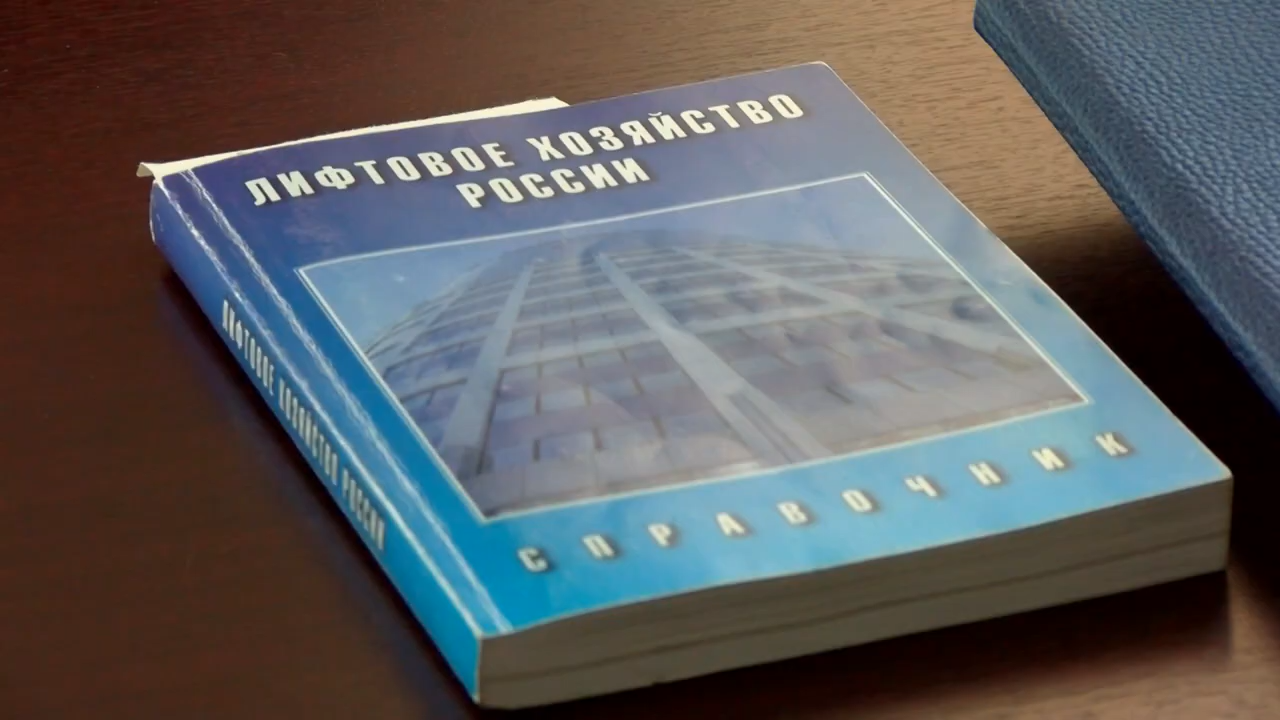 ЛИФТОВОЕ ХОЗЯЙСТВО
РОССИИ
СПРАВОЧНИК
ЛИФТОВОЕ ХОЗЯЙСТВО РОССИИ